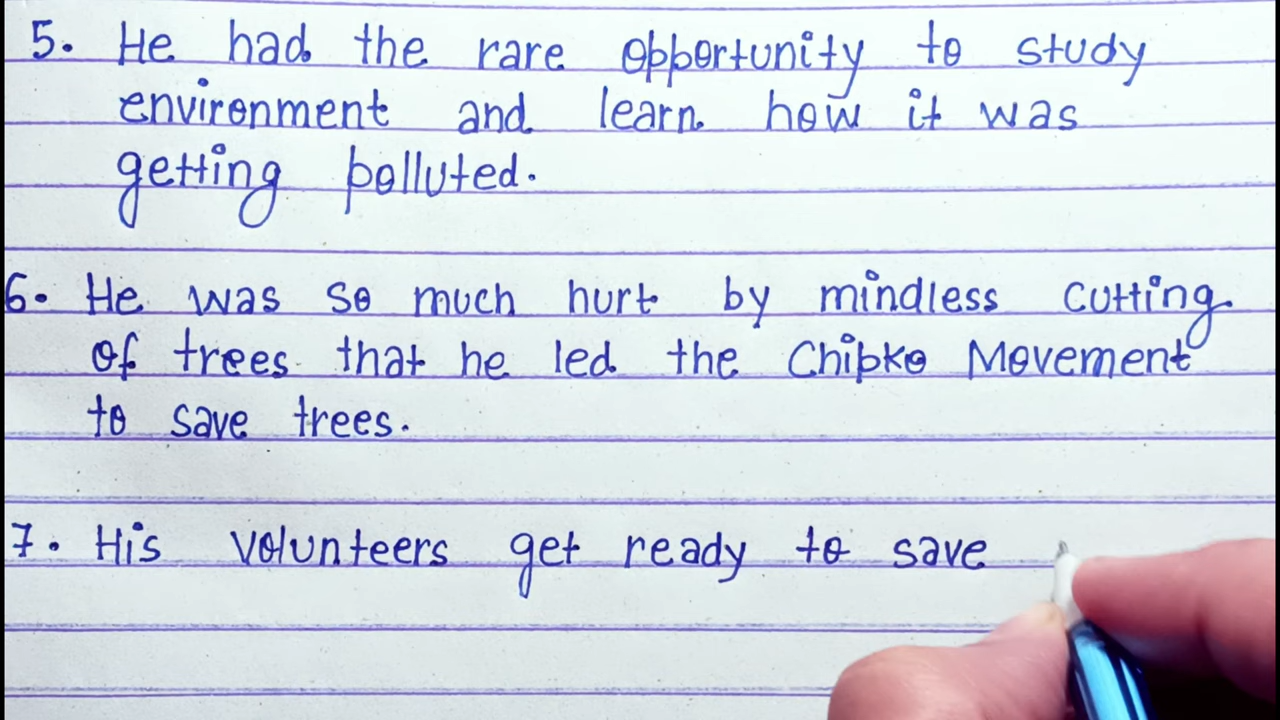 5. He had the rare opportunity to study
environment and learn how it was
getting polluted.
6. He was so much hurt by mindless cutting
of trees that he led the Chipko Movement
to save trees.
7. His volunteers get ready to save